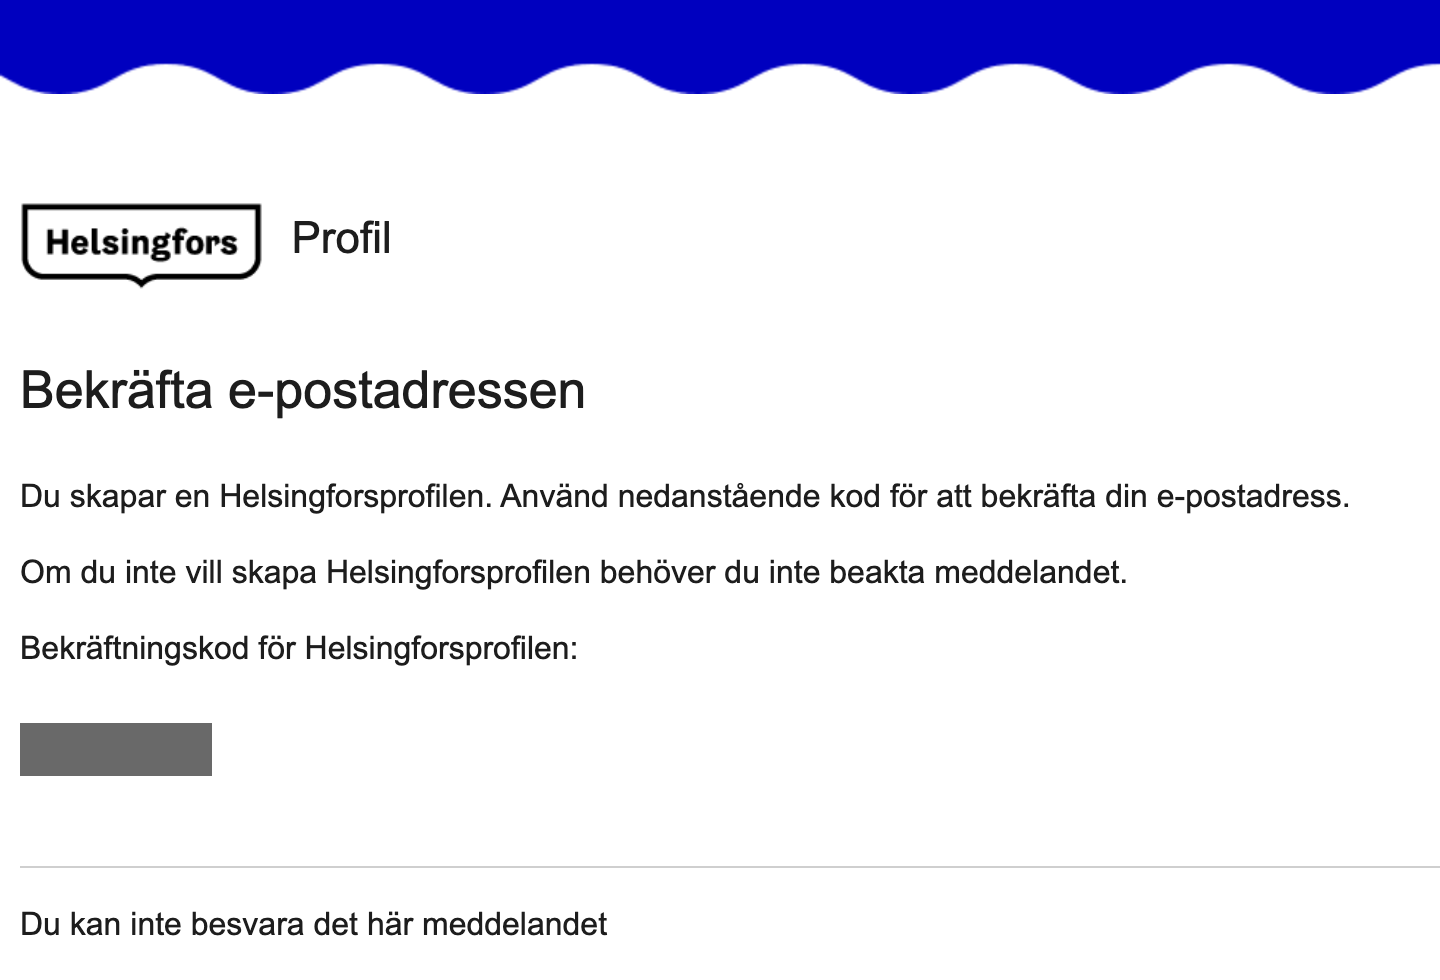 Helsingfors Profil
Bekräfta e-postadressen
Du skapar en Helsingforsprofilen. Använd nedanstående kod för att bekräfta din e-postadress.
Om du inte vill skapa Helsingforsprofilen behöver du inte beakta meddelandet.
Bekräftningskod för Helsingforsprofilen:
Du kan inte besvara det här meddelandet